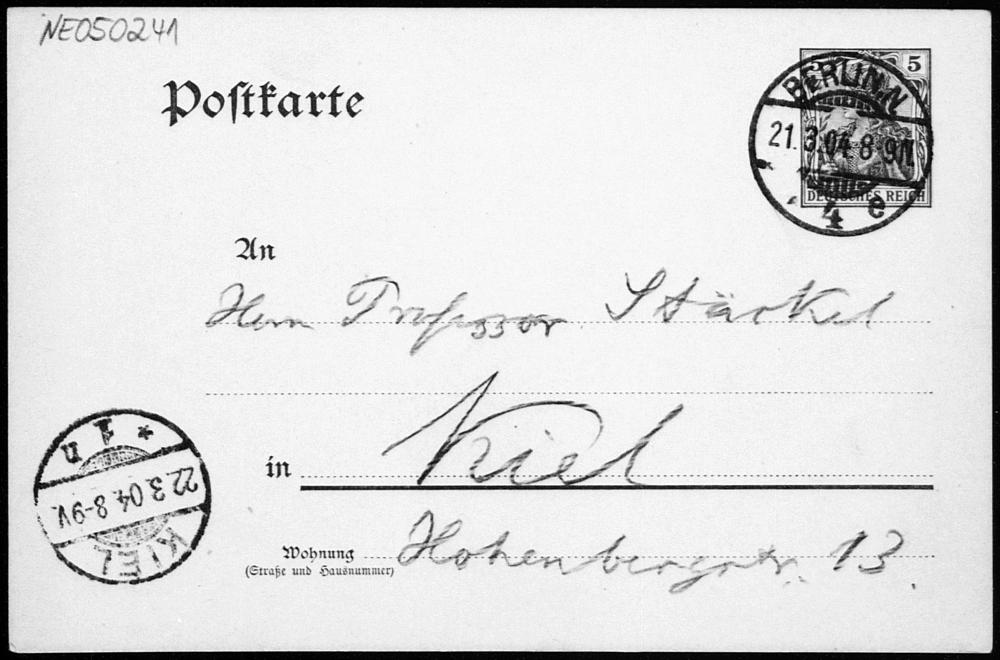 NE050241
Postkarte
5
BERLIN.N.
21.3.04.8-9N.
4 e
DEUTSCHES REICH
An
Herrn Professor Stäckel
in Kiel
Wohnung Hohenbergstr. 13.
(Straße und Hausnummer)
KIEL
22.3.04.8-9V.